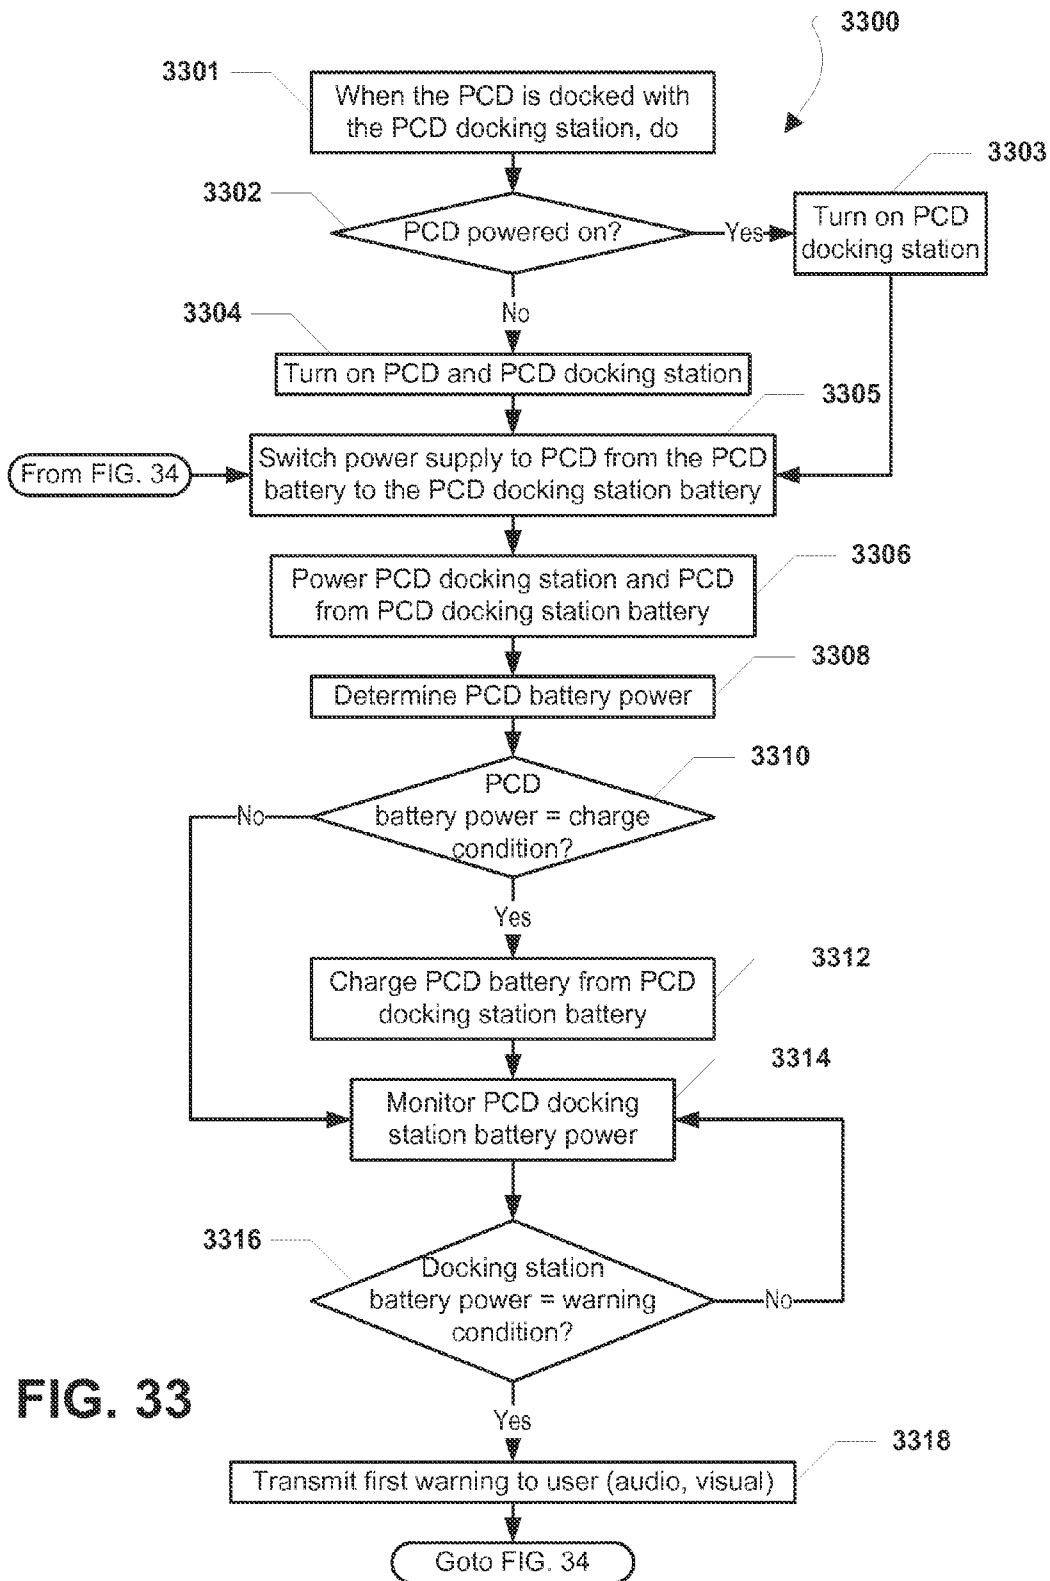 3300
3301
When the PCD is docked with
the PCD docking station, do
3302
PCD powered on?
Yes
3303
Turn on PCD
docking station
No
3304
Turn on PCD and PCD docking station
3305
From FIG. 34
Switch power supply to PCD from the PCD
battery to the PCD docking station battery
3306
Power PCD docking station and PCD
from PCD docking station battery
3308
Determine PCD battery power
3310
PCD
battery power = charge
condition?
No
Yes
3312
Charge PCD battery from PCD
docking station battery
3314
Monitor PCD docking
station battery power
3316
Docking station
battery power = warning
condition?
No
Yes
FIG. 33
3318
Transmit first warning to user (audio, visual)
Goto FIG. 34